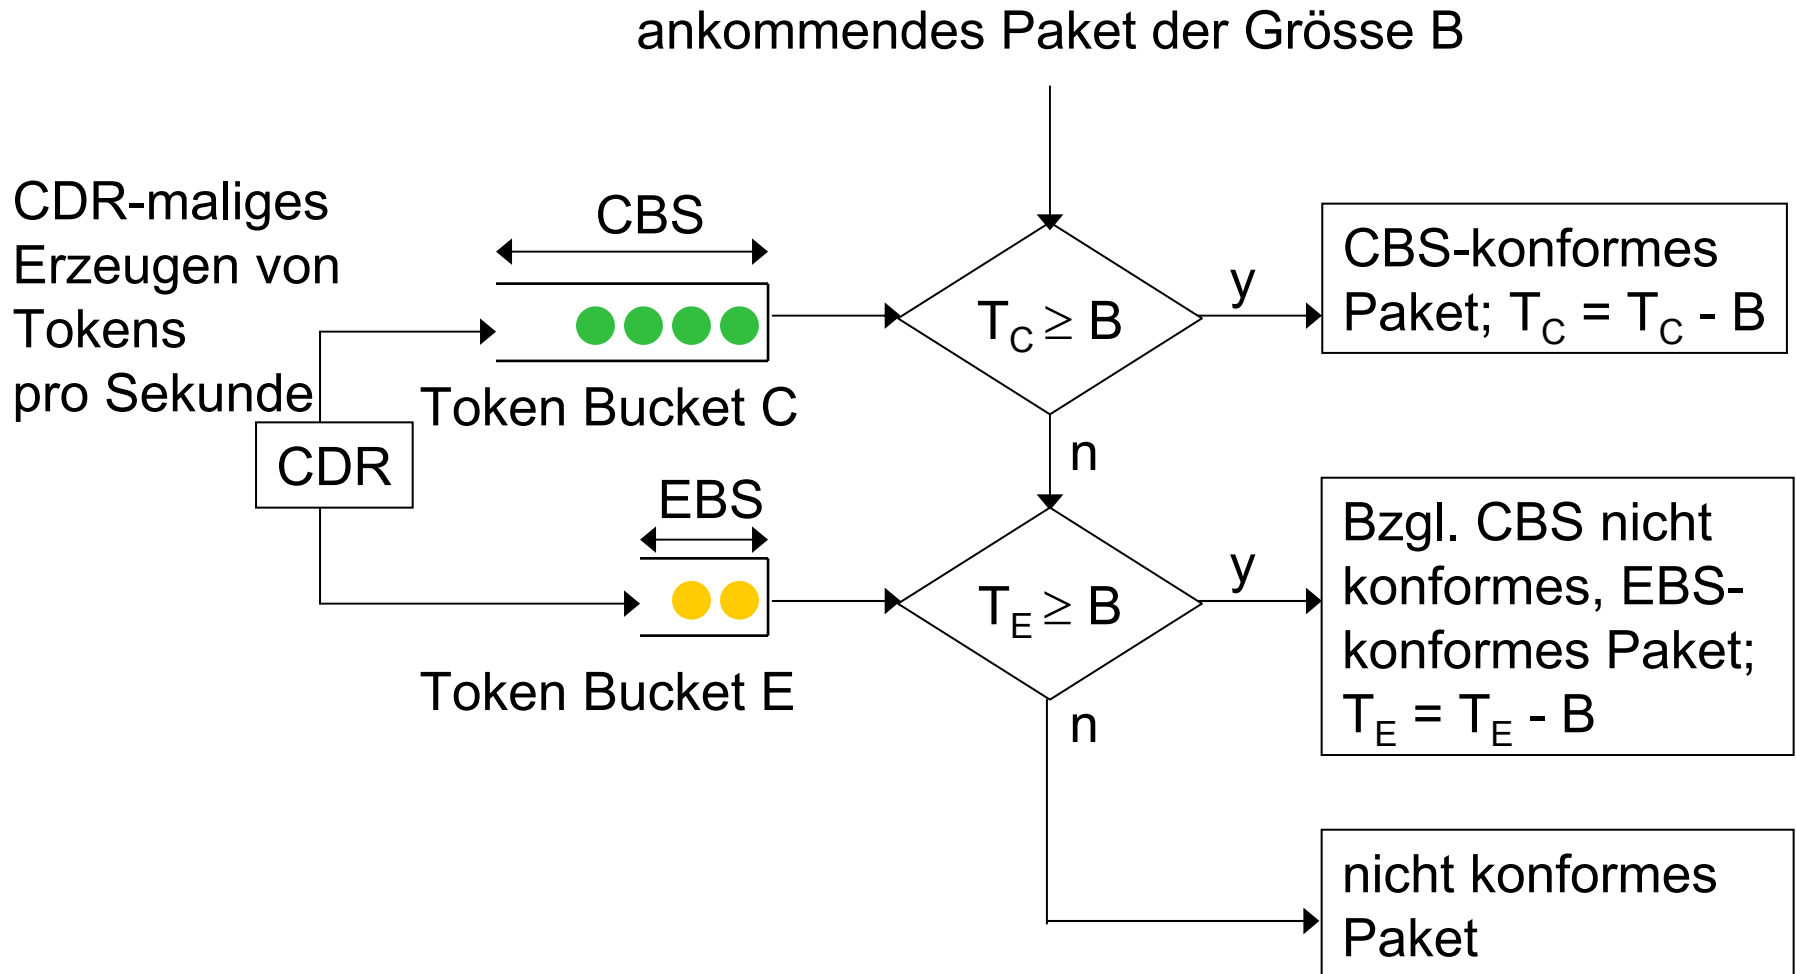 ankommendes Paket der Grösse B
CDR-maliges
Erzeugen von
Tokens
pro Sekunde
CBS
Token Bucket C
CDR
EBS
Token Bucket E
T_C ≥ B
y
n
CBS-konformes
Paket; T_C = T_C - B
T_E ≥ B
y
n
Bzgl. CBS nicht
konformes, EBS-
konformes Paket;
T_E = T_E - B
nicht konformes
Paket